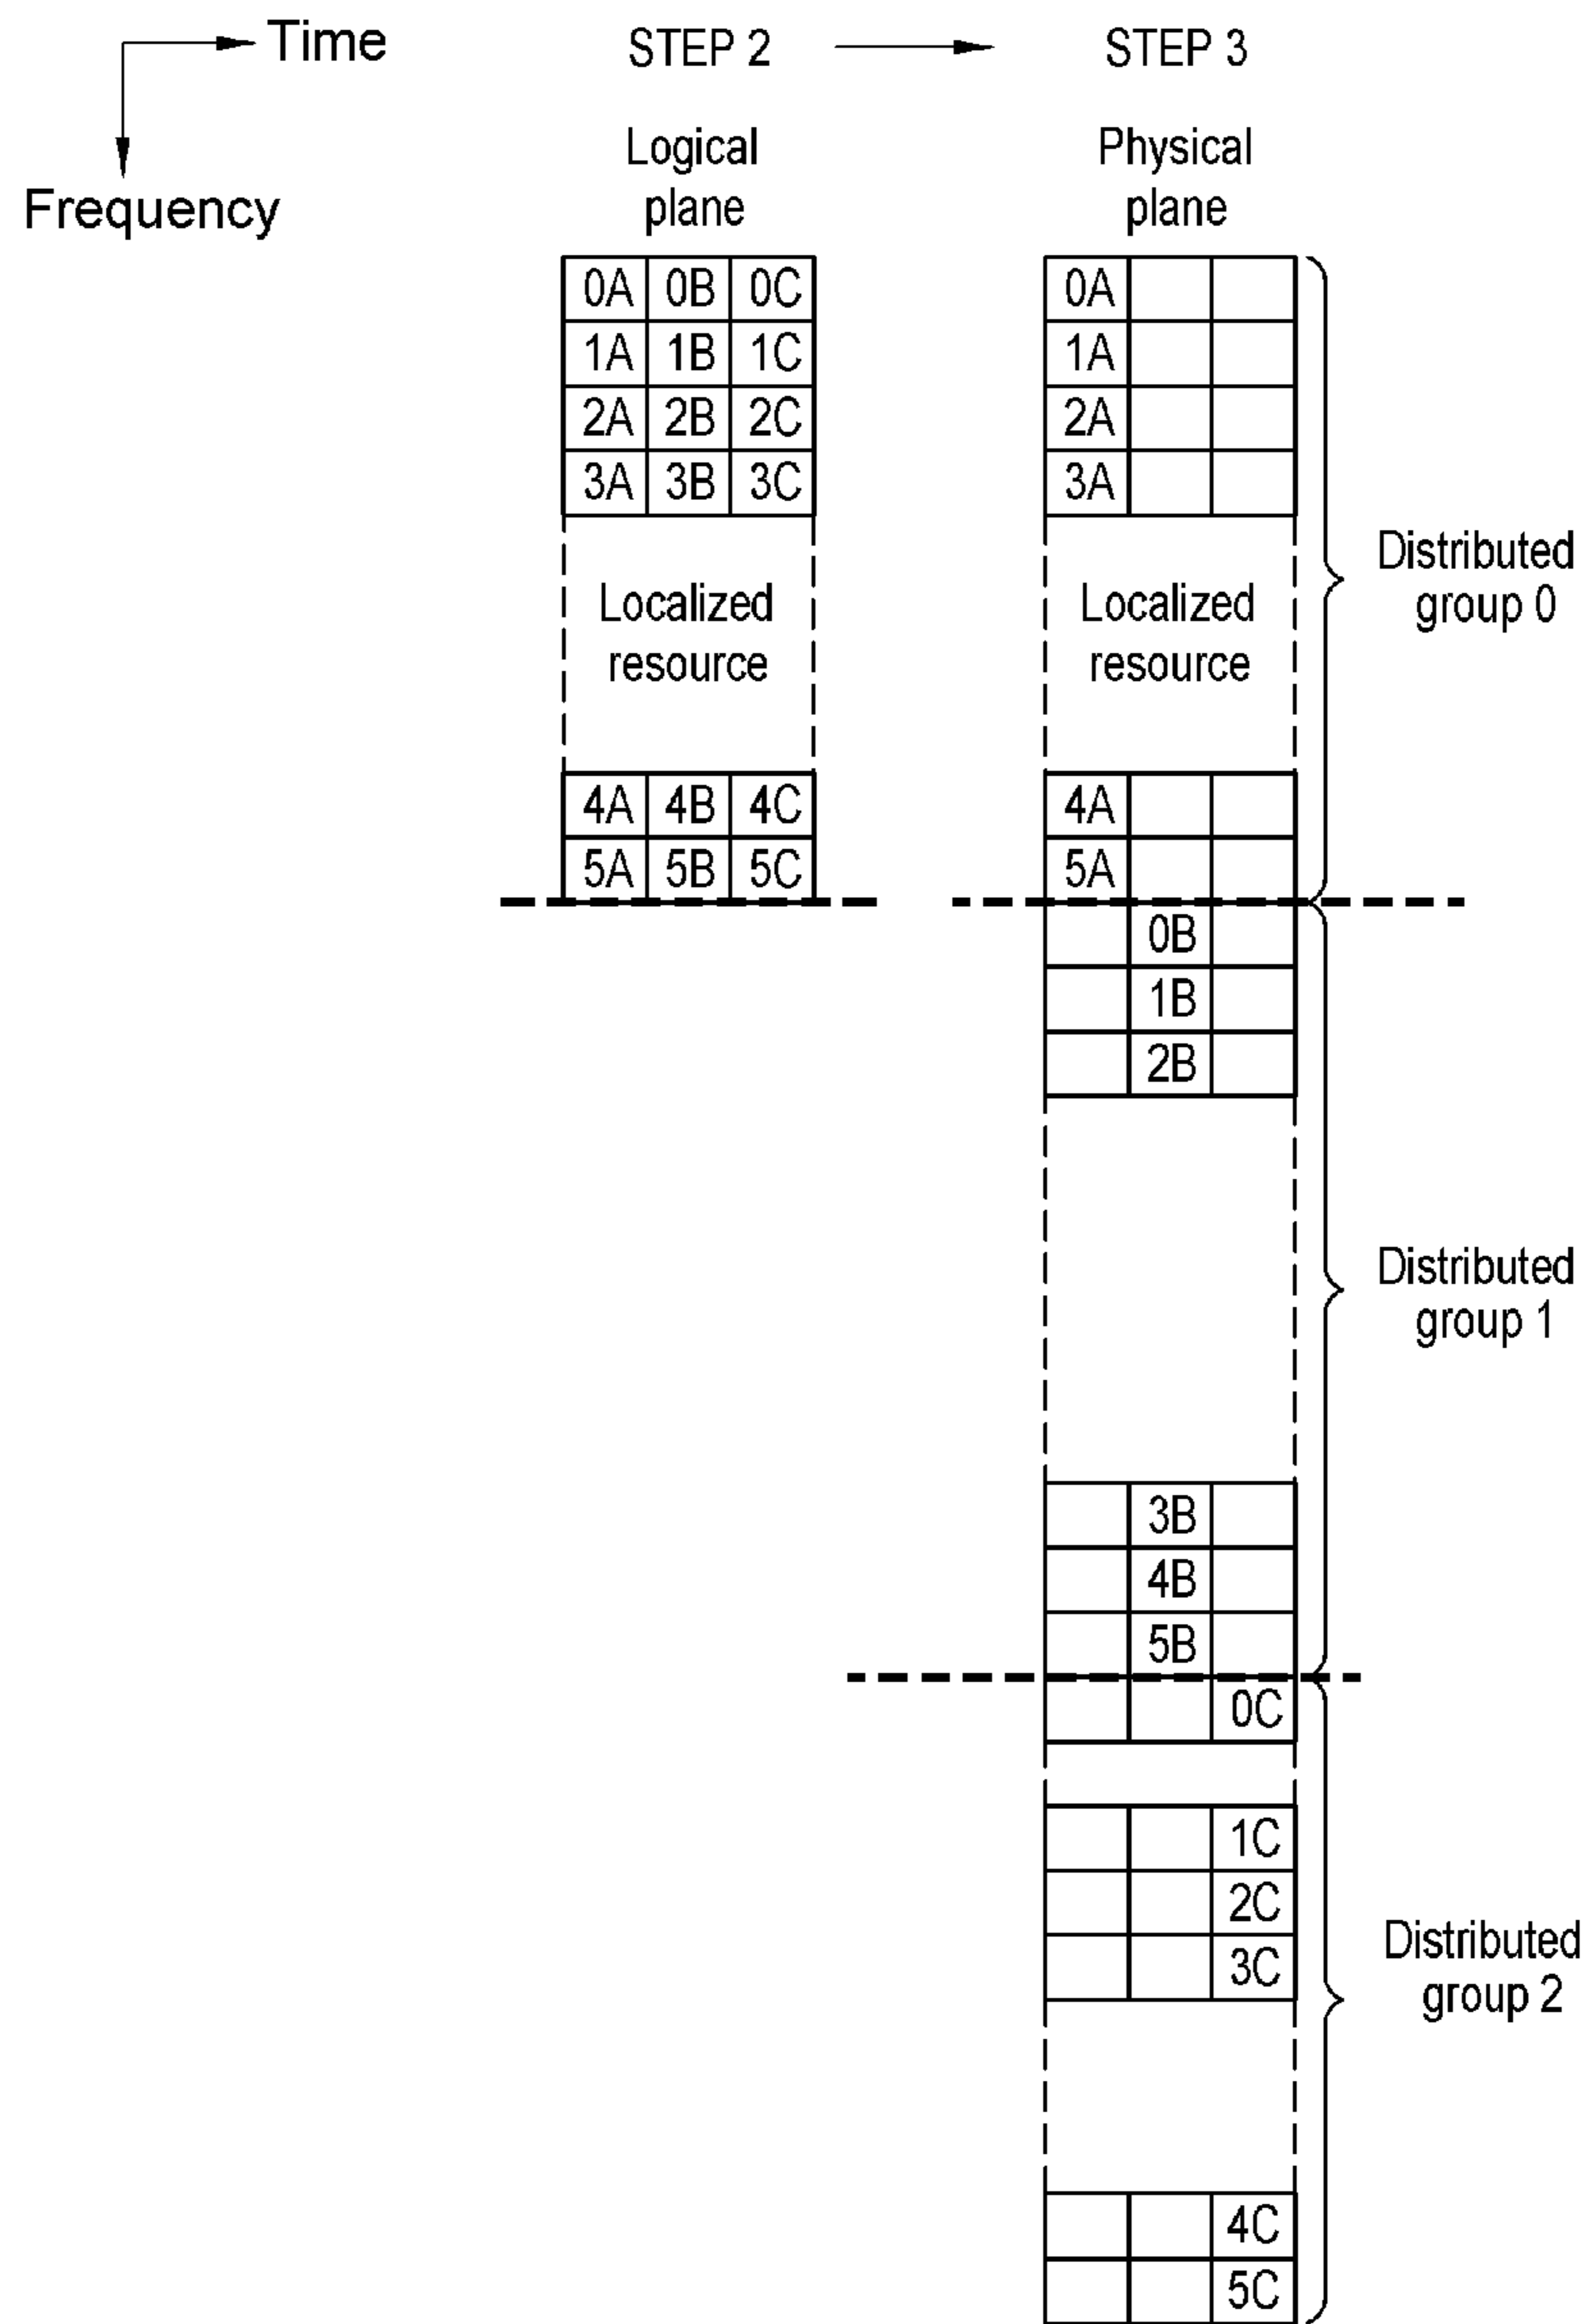 Time
Frequency
STEP 2
STEP 3
Logical
plane
Physical
plane
0A 0B 0C
1A 1B 1C
2A 2B 2C
3A 3B 3C
Localized
resource
4A 4B 4C
5A 5B 5C
0A
1A
2A
3A
Localized
resource
4A
5A
Distributed
group 0
0B
1B
2B
3B
4B
5B
Distributed
group 1
0C
1C
2C
3C
4C
5C
Distributed
group 2